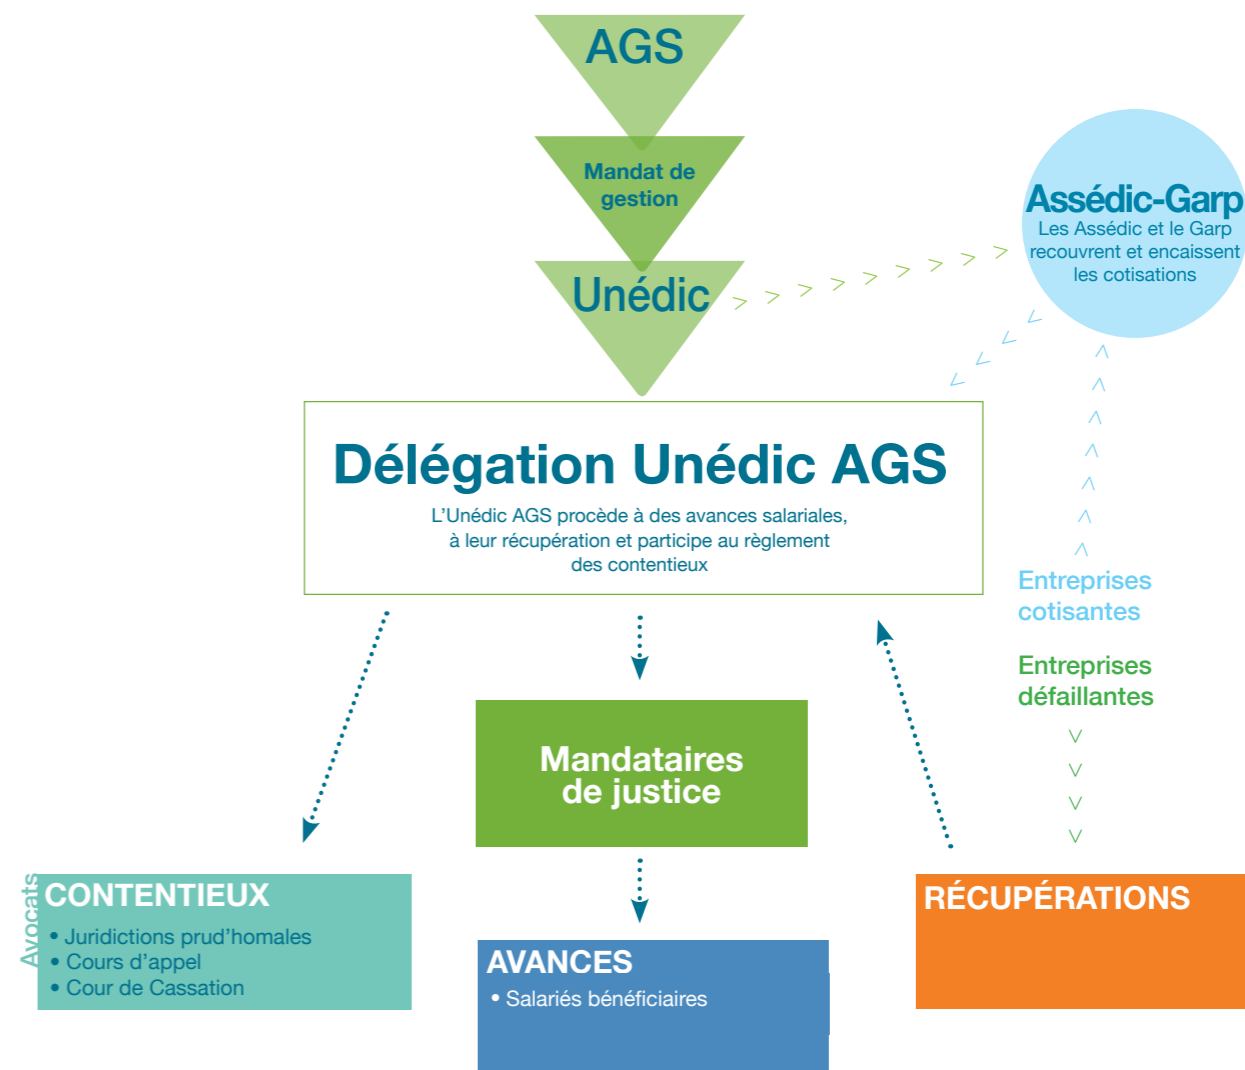 AGS
Mandat de
gestion
Unédic
Assédic-Garp
Les Assédic et le Garp
recouvrent et encaissent
les cotisations
Délégation Unédic AGS
L'Unédic AGS procède à des avances salariales,
à leur récupération et participe au règlement
des contentieux
Entreprises
cotisantes
Entreprises
défaillantes
Mandataires
de justice
Avocats
CONTENTIEUX
• Juridictions prud'homales
• Cours d'appel
• Cour de Cassation
AVANCES
• Salariés bénéficiaires
RÉCUPÉRATIONS